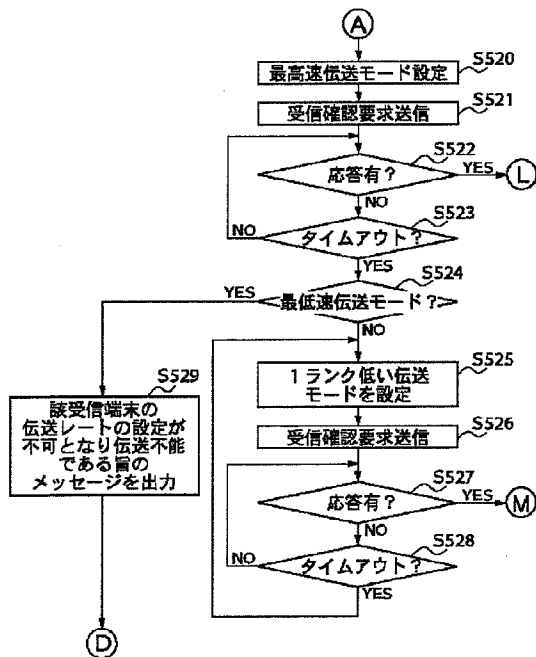 A
S520
最高速伝送モード設定
S521
受信確認要求送信
S522
応答有?
YES
L
NO
S523
タイムアウト?
NO
YES
S524
最低速伝送モード?
YES
NO
S525
1ランク低い伝送
モードを設定
S529
該受信端末の
伝送レートの設定が
不可となり伝送不能
である旨の
メッセージを出力
S526
受信確認要求送信
S527
応答有?
YES
M
NO
S528
タイムアウト?
NO
YES
D